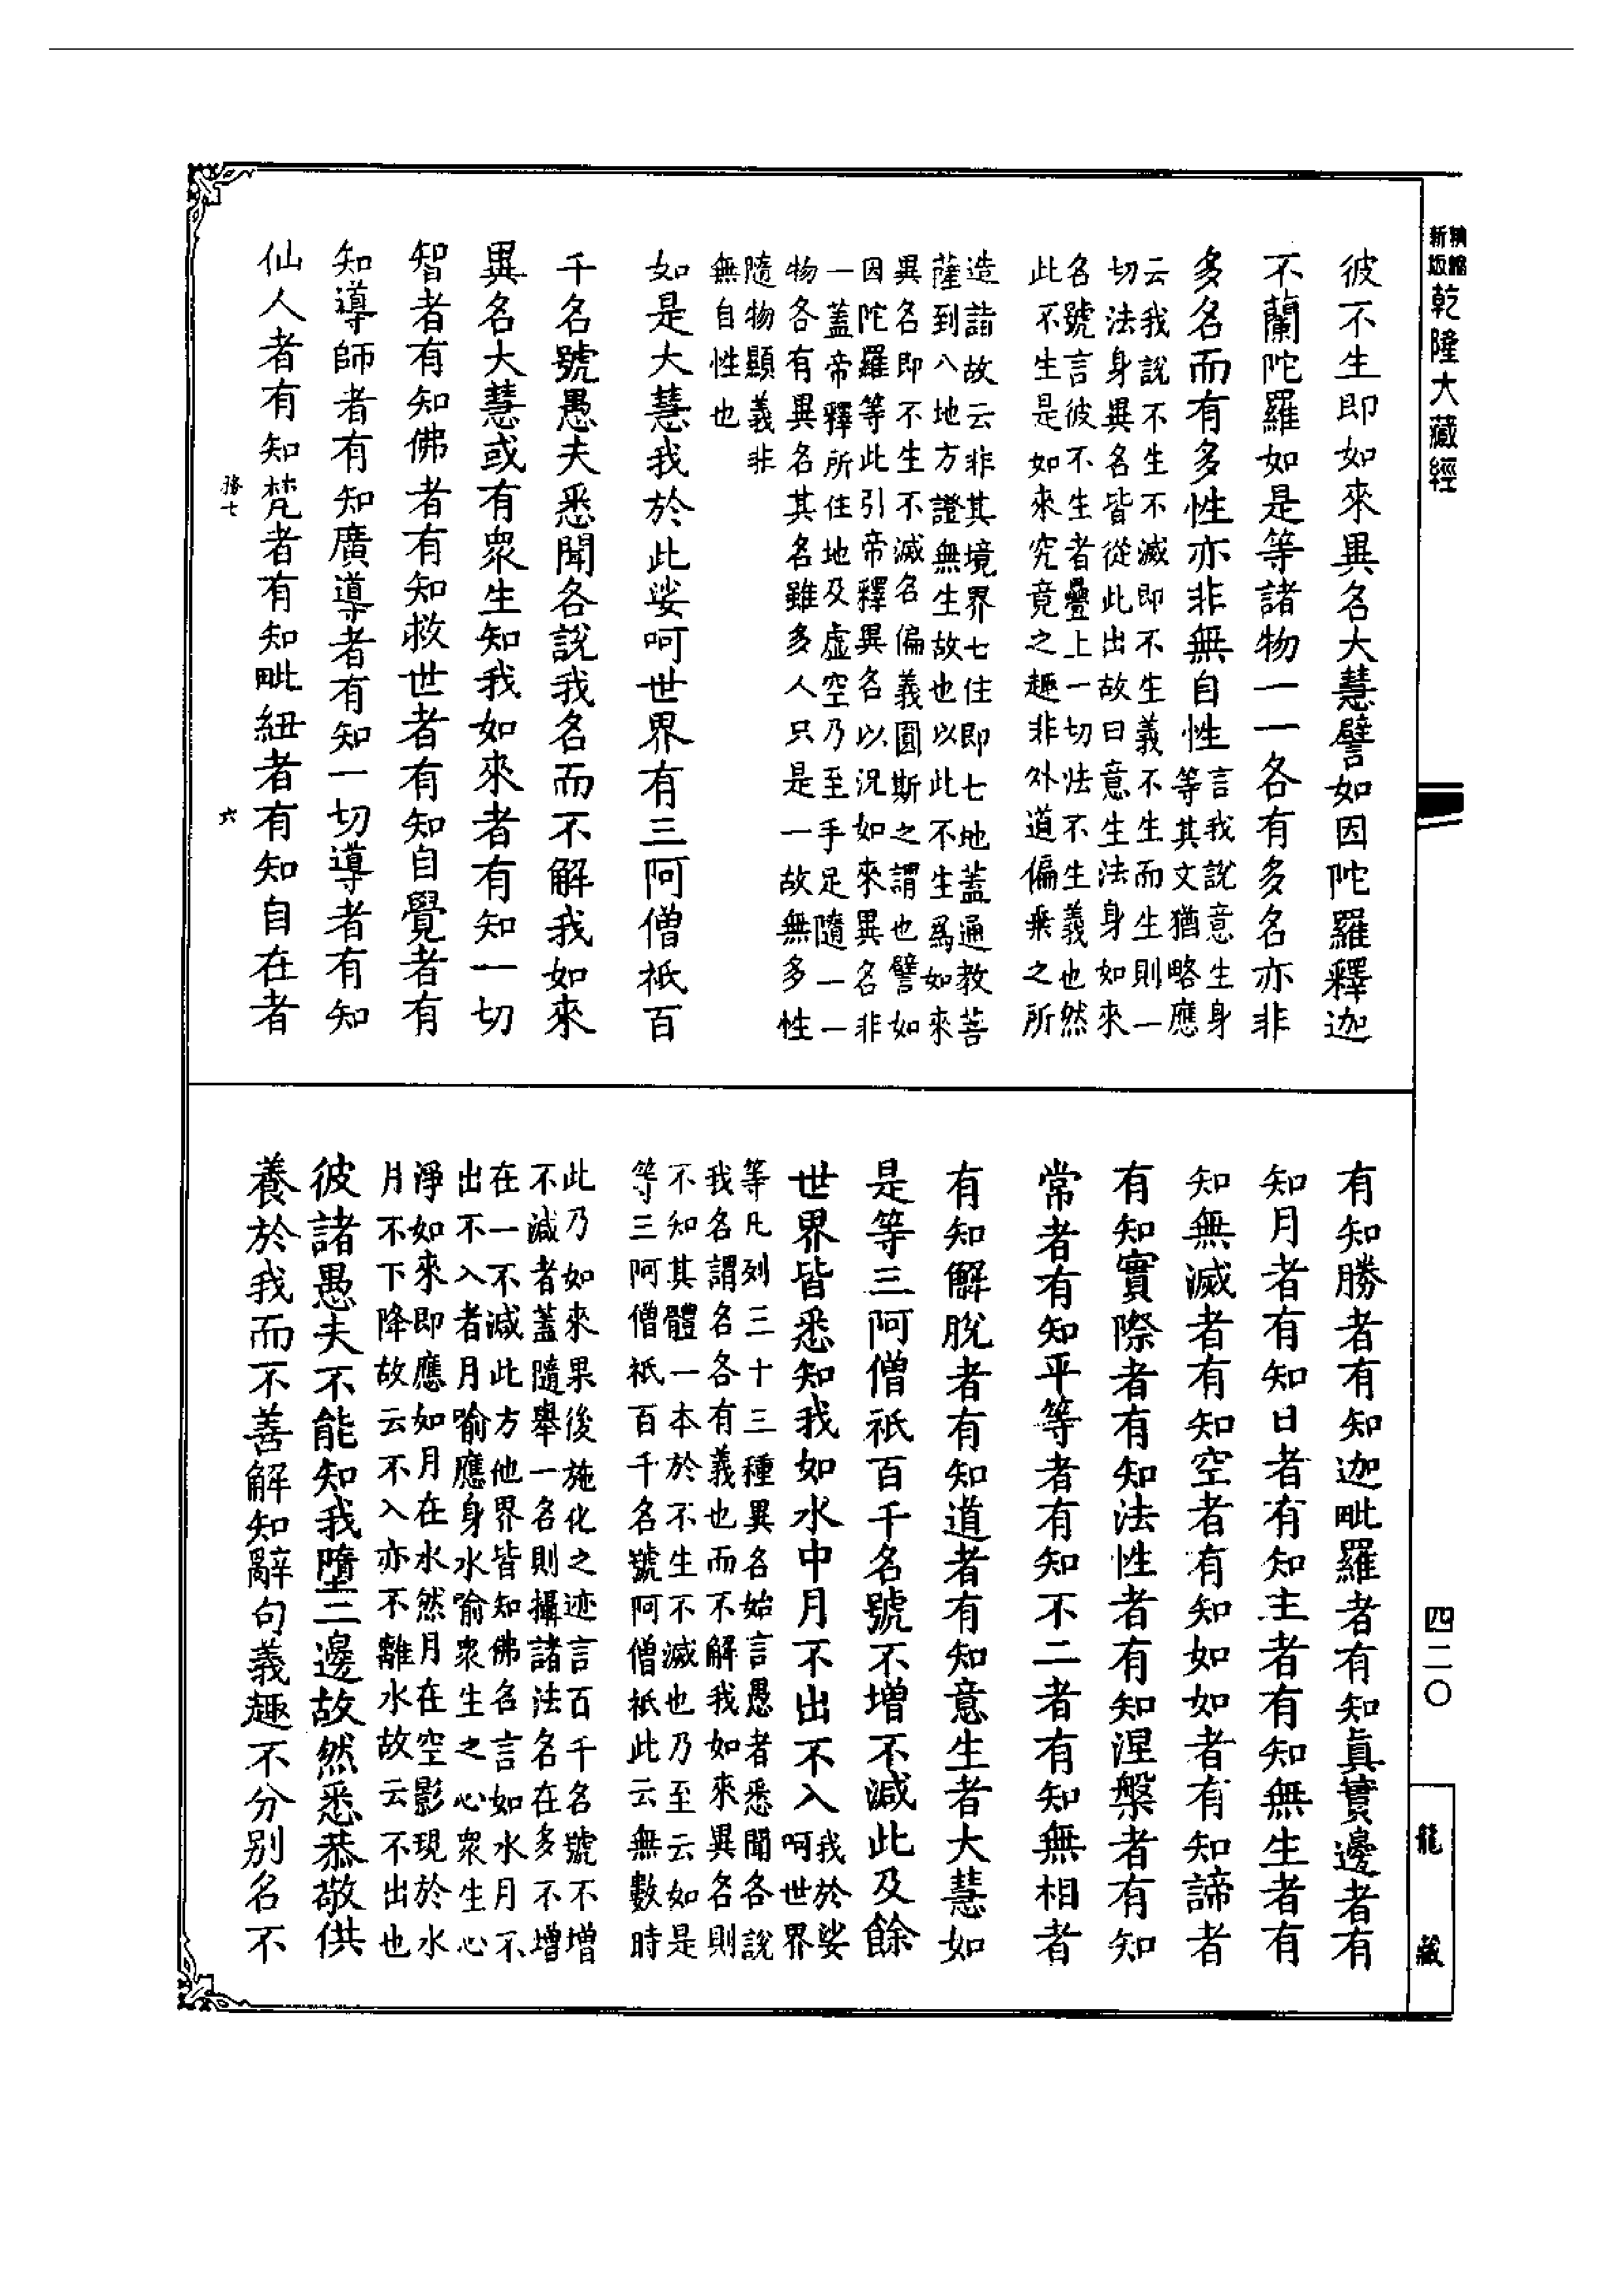 精縮新版乾隆大藏經
四二〇
龍藏
彼不生即如來異名大慧譬如因陀羅釋迦
不蘭陀羅如是等諸物一一各有多名亦非
多名而有多性亦非無自性
言我說意生身
等其文猶略應
云我說不生不滅即不生義不生而生則一
切法身異名皆從此出故曰意生法身如來
名號言彼不生者疊上一切法不生義也然
此不生是如來究竟之趣非外道偏乗之所
造詣故云非其境界七住即七地蓋通教菩
薩到八地方證無生故也以此不生為如來
異名即不生不滅名偏義圓斯之謂也譬如
因陀羅等此引帝釋異名以況如來異名非
一蓋帝釋所住地及虛空乃至手足隨一一
物各有異名其名雖多人只是一故無多性
隨物顯義非
無自性也
如是大慧我於此娑呵世界有三阿僧祇百
千名號愚夫悉聞各說我名而不解我如來
異名大慧或有眾生知我如來者有知一切
智者有知佛者有知救世者有知自覺者有
知導師者有知廣導者有知一切導者有知
仙人者有知梵者有知毗紐者有知自在者
六
有知勝者有知迦毗羅者有知真實邊者有
知月者有知日者有知主者有知無生者有
知無滅者有知空者有知如如者有知諦者
有知實際者有知法性者有知涅槃者有知
常者有知平等者有知不二者有知無相者
有知解脫者有知道者有知意生者大慧如
是等三阿僧祇百千名號不增不減此及餘
世界皆悉知我如水中月不出不入
我於娑
呵世界
等凡列三十三種異名始言愚者悉聞各說
我名謂名各有義也而不解我如來異名則
不知其體一本於不生不滅也乃至云如是
等三阿僧祇百千名號阿僧祇此云無數時
此乃如來果後施化之迹言百千名號不增
不減者蓋隨舉一名則攝諸法名在多不增
在一不減此方他界皆知佛名言如水月不
出不入者月喻應身水喻眾生之心眾生心
淨如來即應如月在水然月在空影現於水
月不下降故云不入亦不離水故云不出也
彼諸愚夫不能知我墮二邊故然悉恭敬供
養於我而不善解知辭句義趣不分別名不